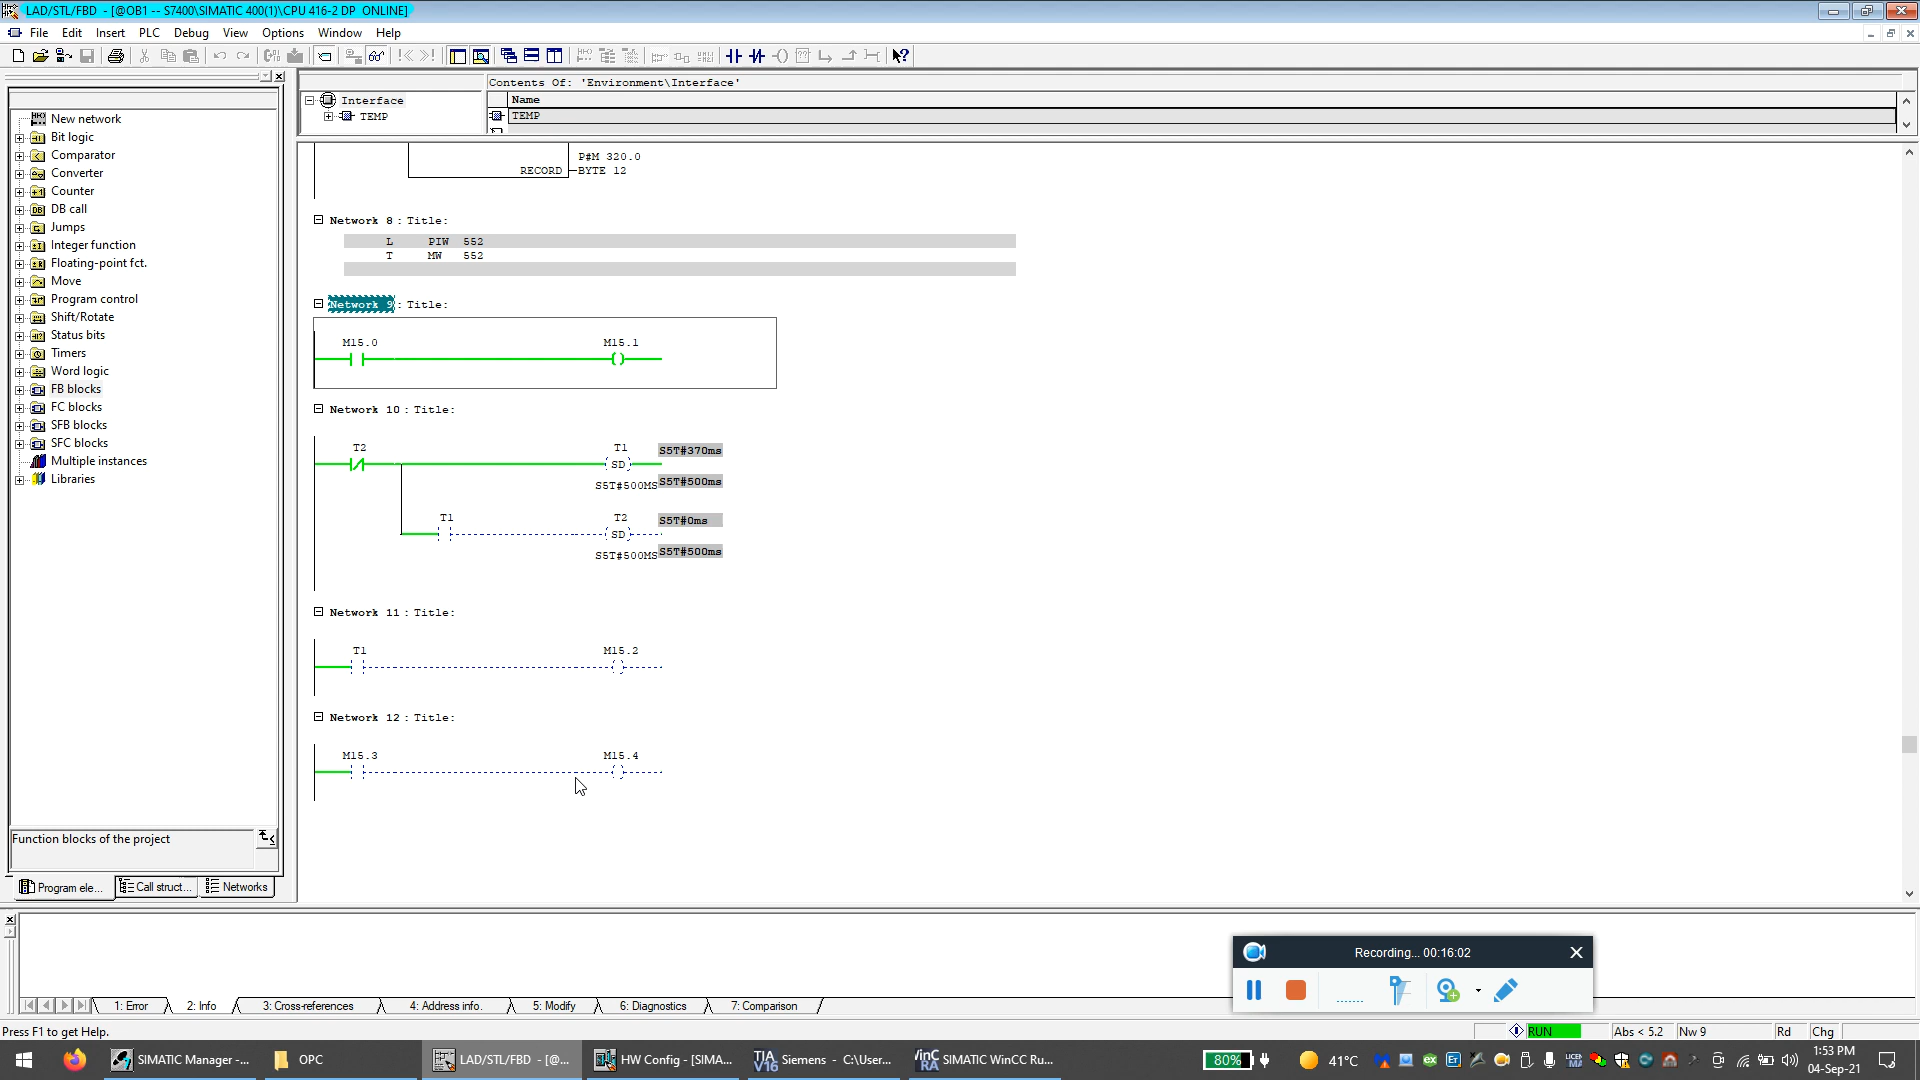 LAD/STL/FBD - [@OB1 -- S7400\SIMATIC 400(1)\CPU 416-2 DP ONLINE]
File Edit Insert PLC Debug View Options Window Help
Contents Of: 'Environment\Interface'
Interface
TEMP
Name
TEMP
New network
Bit logic
Comparator
Converter
Counter
DB call
Jumps
Integer function
Floating-point fct.
Move
Program control
Shift/Rotate
Status bits
Timers
Word logic
FB blocks
FC blocks
SFB blocks
SFC blocks
Multiple instances
Libraries
Function blocks of the project
Program ele... Call struct... Networks
P#M 320.0
RECORD BYTE 12
Network 8 : Title:
L PIW 552
T MW 552
Network 9 : Title:
M15.0 M15.1
Network 10 : Title:
T2 T1 S5T#370ms
SD
S5T#500MS S5T#500ms
T1 T2 S5T#0ms
SD
S5T#500MS S5T#500ms
Network 11 : Title:
T1 M15.2
Network 12 : Title:
M15.3 M15.4
1: Error 2: Info 3: Cross-references 4: Address info. 5: Modify 6: Diagnostics 7: Comparison
Recording... 00:16:02
Press F1 to get Help.
RUN Abs < 5.2 Nw 9 Rd Chg
SIMATIC Manager -... OPC LAD/STL/FBD - [@... HW Config - [SIMA... TIA V16 Siemens - C:\User... SIMATIC WinCC Ru...
80% 41°C
1:53 PM
04-Sep-21